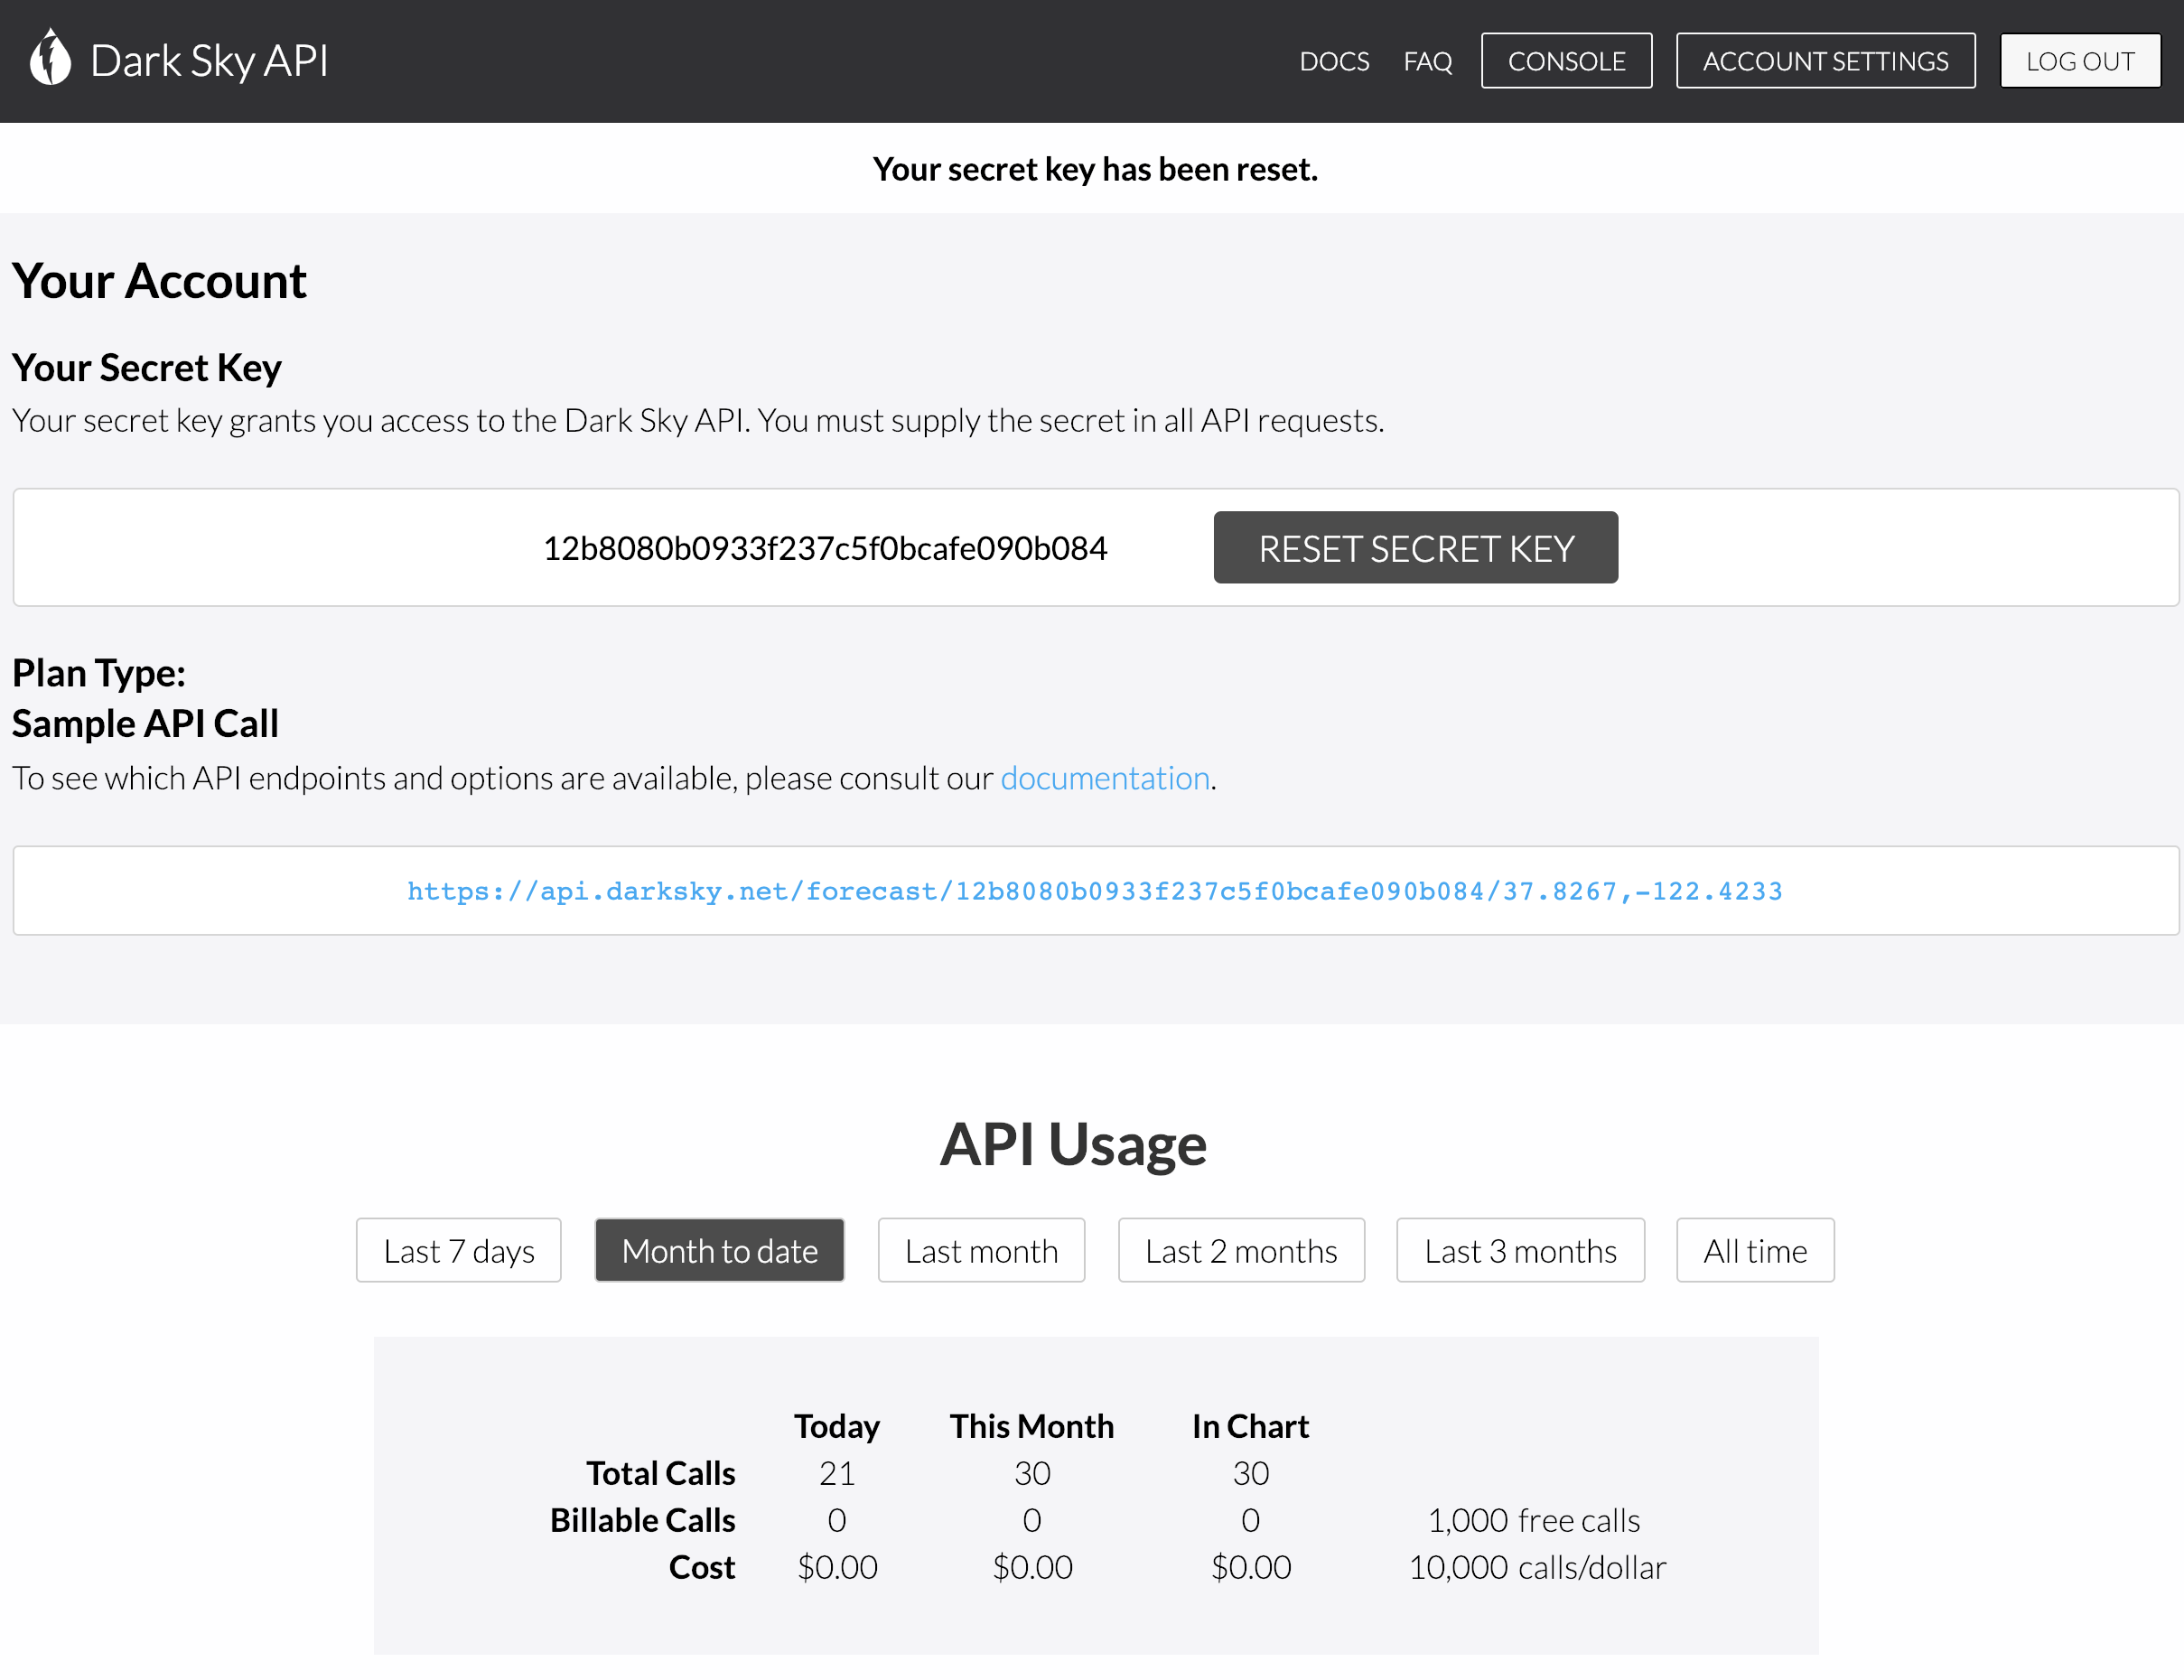 Dark Sky API
DOCS FAQ CONSOLE ACCOUNT SETTINGS LOG OUT
Your secret key has been reset.
Your Account
Your Secret Key
Your secret key grants you access to the Dark Sky API. You must supply the secret in all API requests.
12b8080b0933f237c5f0bcafe090b084 RESET SECRET KEY
Plan Type:
Sample API Call
To see which API endpoints and options are available, please consult our documentation.
https://api.darksky.net/forecast/12b8080b0933f237c5f0bcafe090b084/37.8267,-122.4233
API Usage
Last 7 days Month to date Last month Last 2 months Last 3 months All time
Today This Month In Chart
Total Calls 21 30 30
Billable Calls 0 0 0 1,000 free calls
Cost $0.00 $0.00 $0.00 10,000 calls/dollar